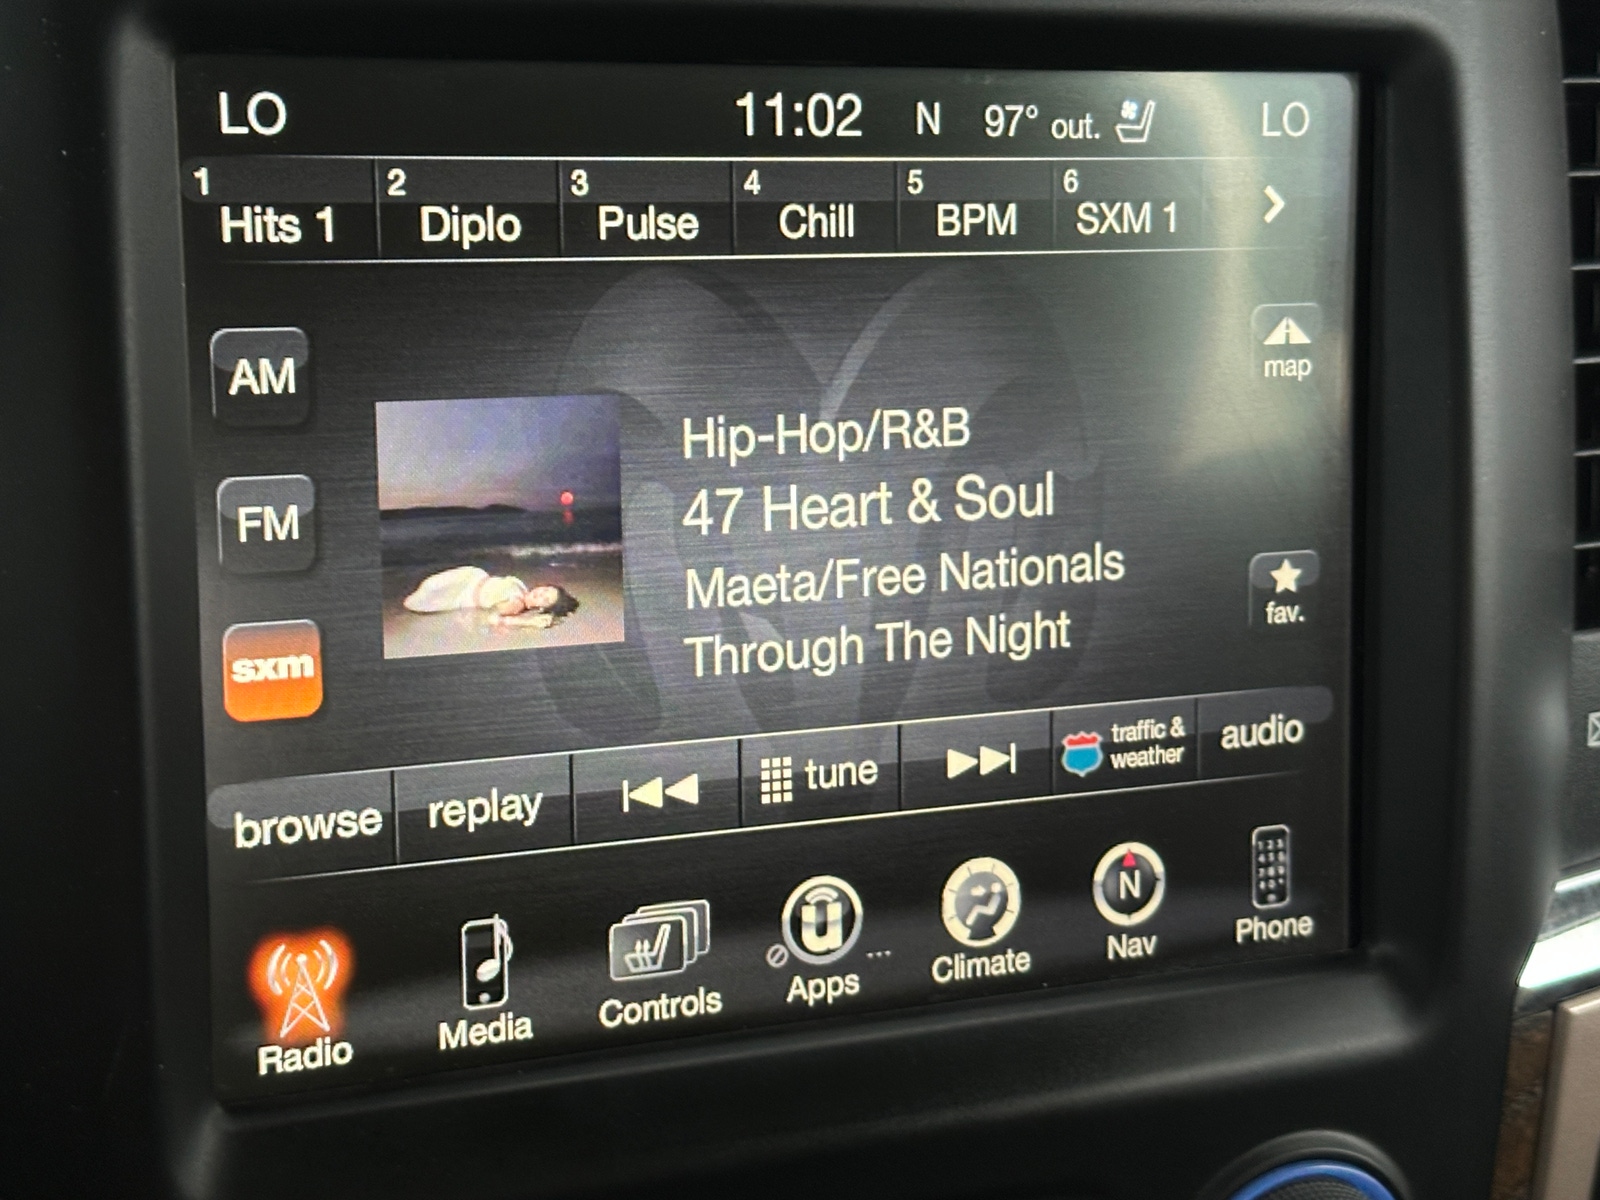 LO 11:02 N 97° out. LO
1 2 3 4 5 6
Hits 1 Diplo Pulse Chill BPM SXM 1
AM
map
Hip-Hop/R&B
47 Heart & Soul
FM
Maeta/Free Nationals
fav.
Through The Night
sxm
browse replay tune traffic & weather audio
N
u
Radio Media Controls Apps ... Climate Nav Phone